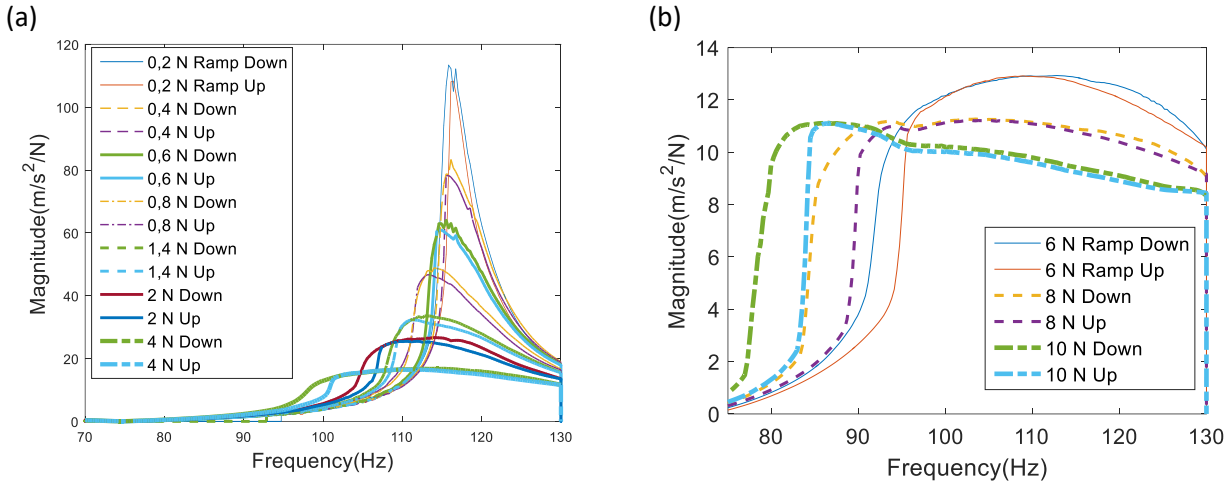 (a)
120
100
80
60
40
20
0
Magnitude(m/s²/N)
0,2 N Ramp Down
0,2 N Ramp Up
0,4 N Down
0,4 N Up
0,6 N Down
0,6 N Up
0,8 N Down
0,8 N Up
1,4 N Down
1,4 N Up
2 N Down
2 N Up
4 N Down
4 N Up
70 80 90 100 110 120 130
Frequency(Hz)
(b)
14
12
10
8
6
4
2
0
Magnitude(m/s²/N)
6 N Ramp Down
6 N Ramp Up
8 N Down
8 N Up
10 N Down
10 N Up
80 90 100 110 120 130
Frequency(Hz)